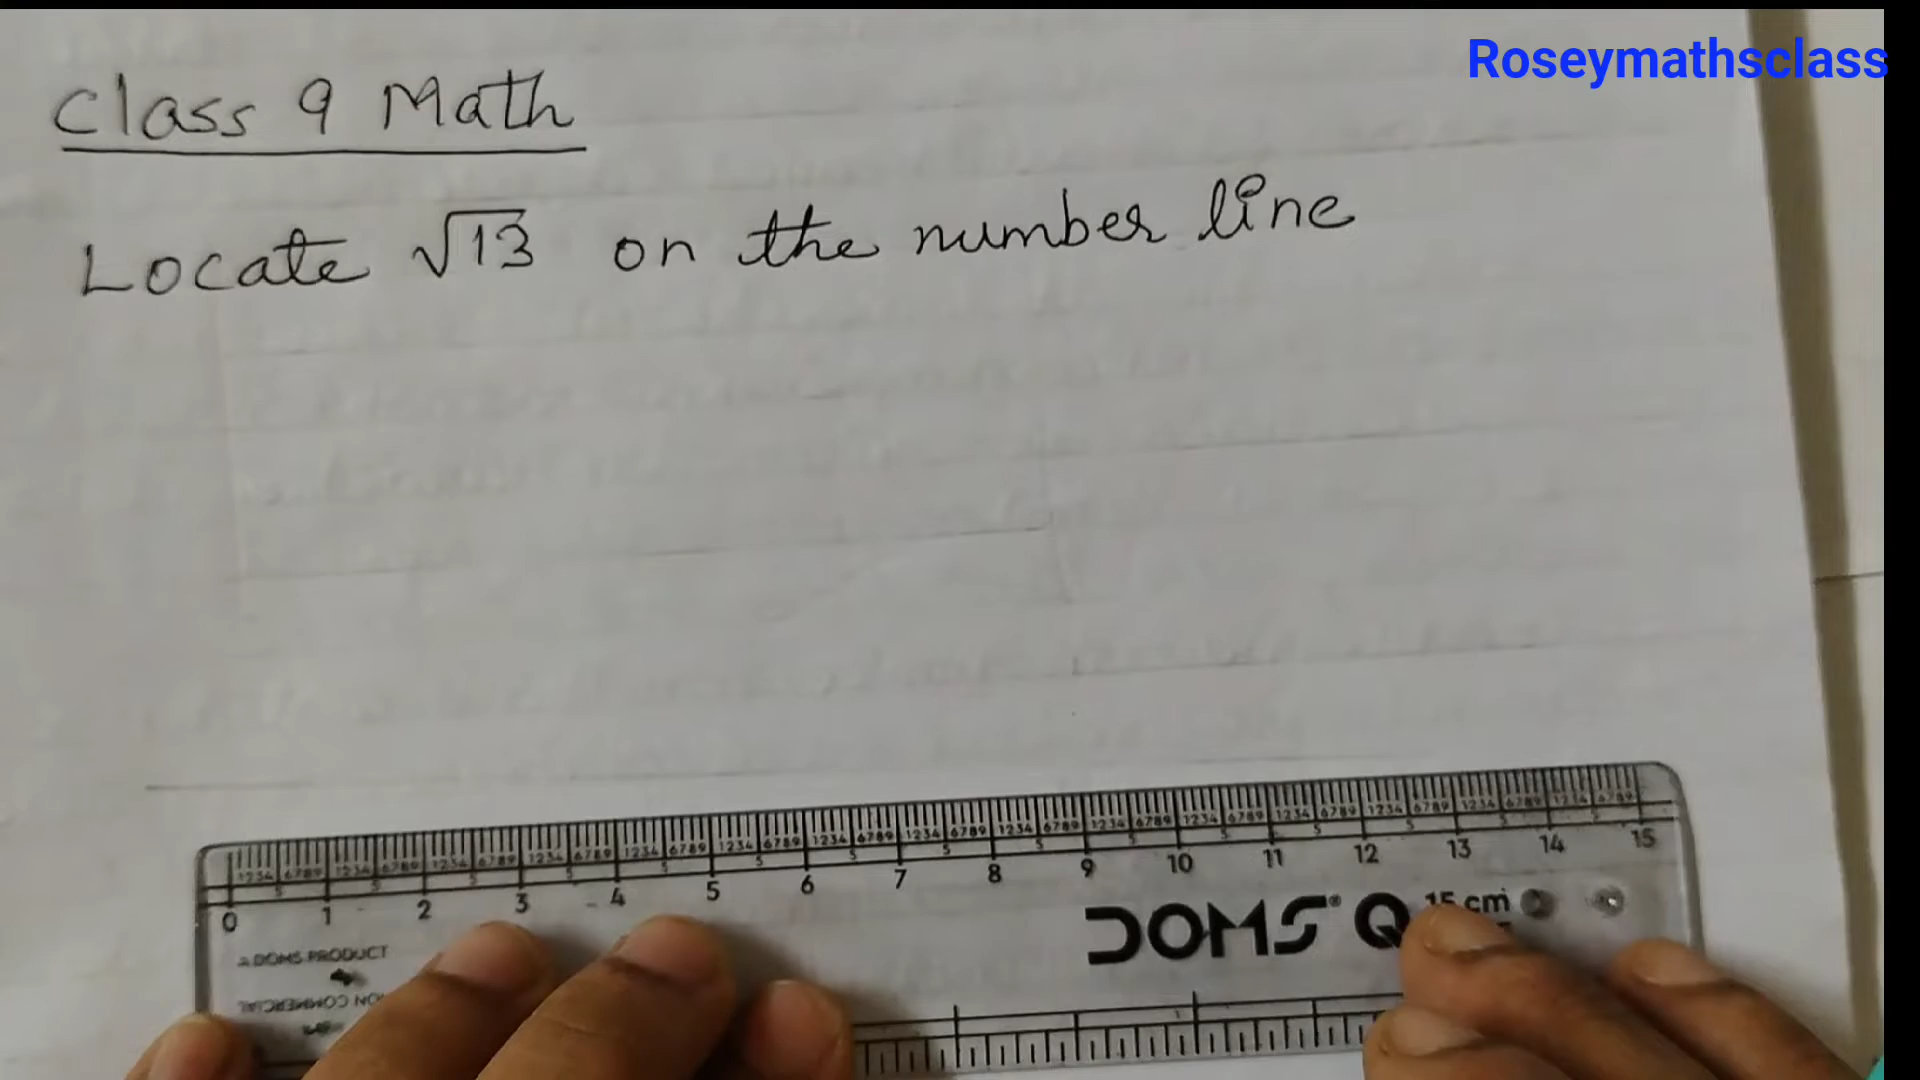 Roseymathsclass
Class 9 Math
Locate √13 on the number line
0 1 2 3 4 5 6 7 8 9 10 11 12 13 14 15
DOMS® Q 15 cm
A DOMS PRODUCT